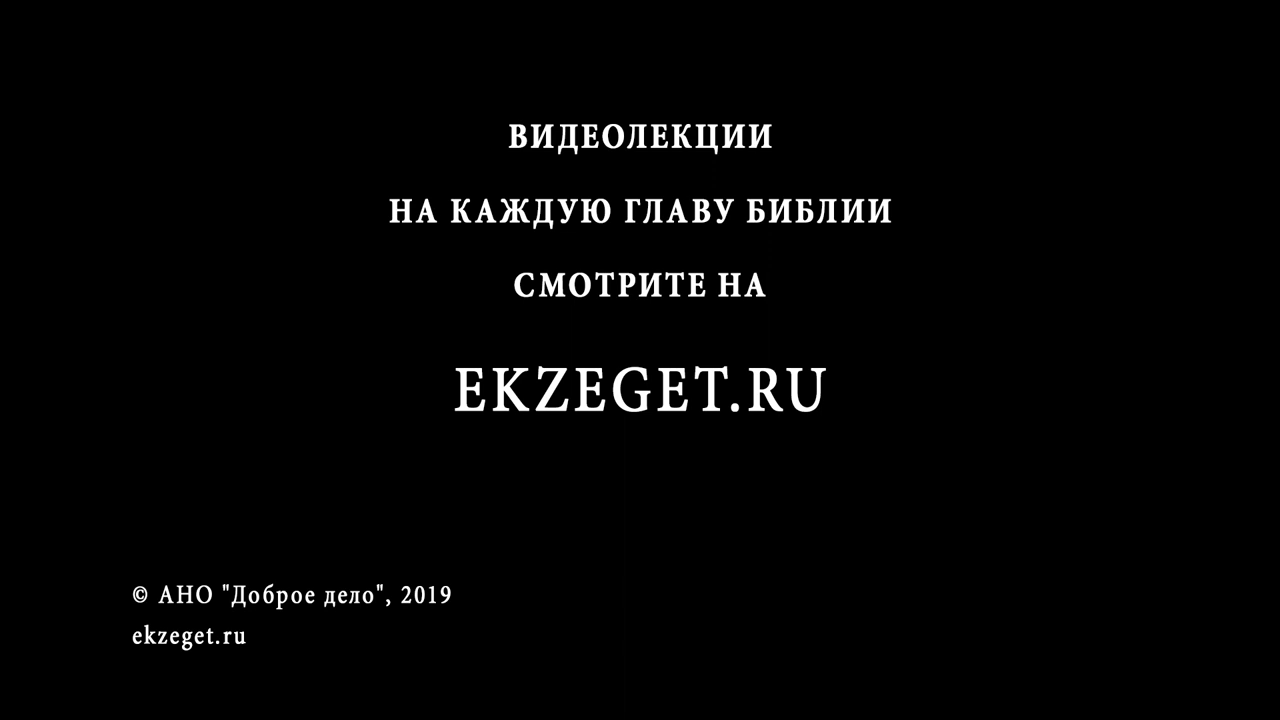 ВИДЕОЛЕКЦИИ
НА КАЖДУЮ ГЛАВУ БИБЛИИ
СМОТРИТЕ НА
EKZEGET.RU
© АНО "Доброе дело", 2019
ekzeget.ru